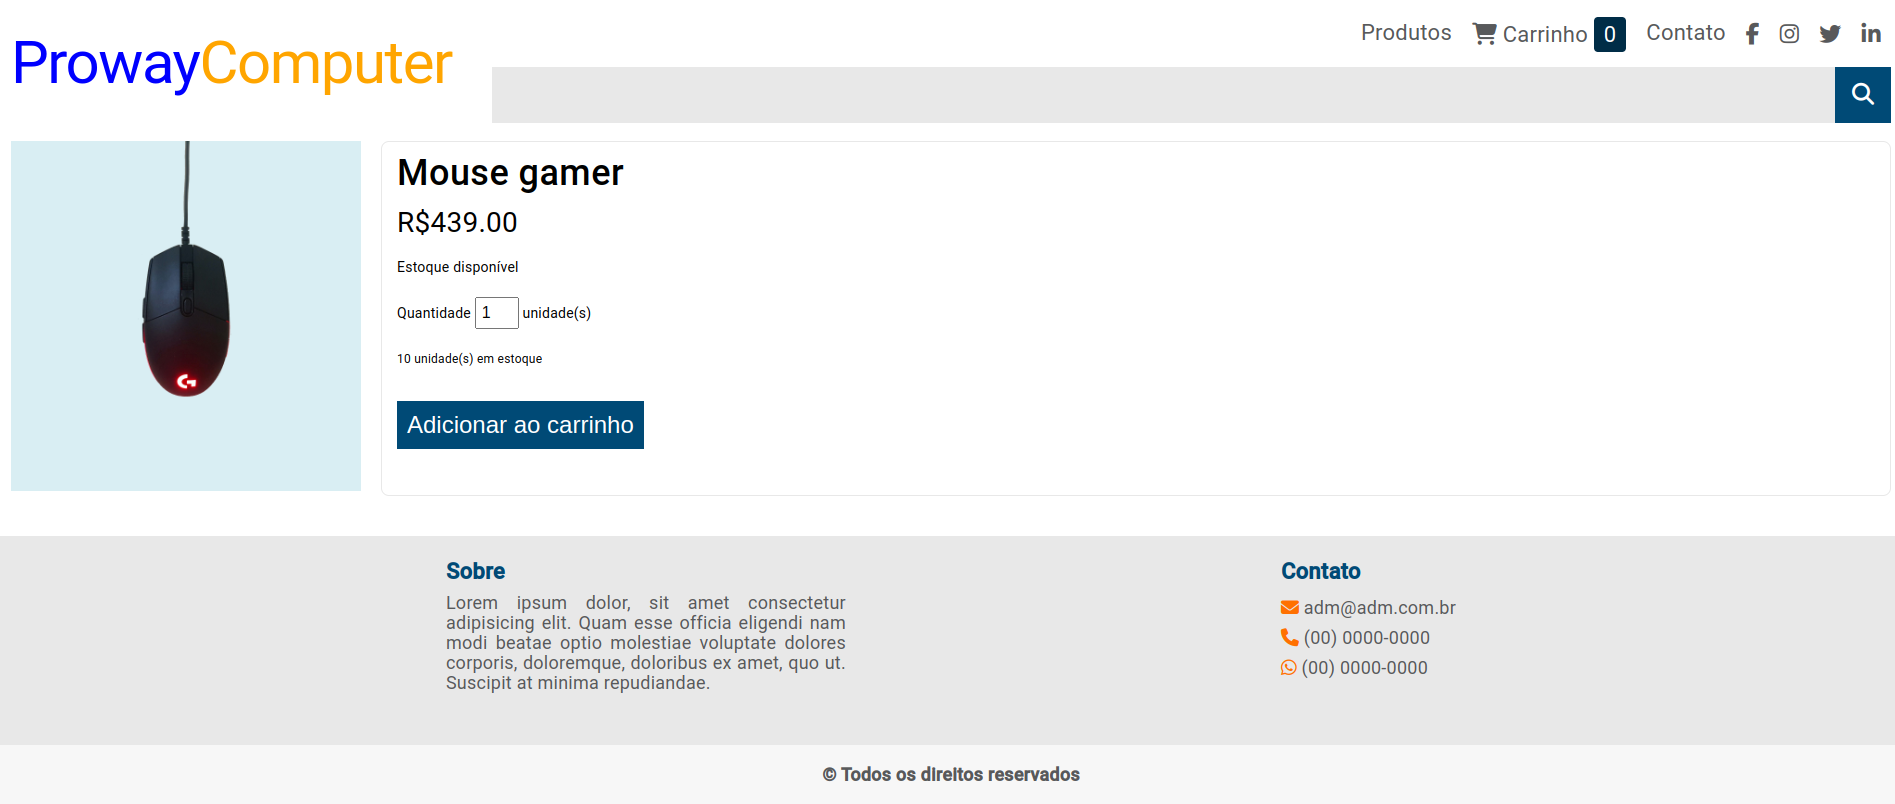 Produtos Carrinho 0 Contato
ProwayComputer
Mouse gamer
R$439.00
Estoque disponível
Quantidade 1 unidade(s)
10 unidade(s) em estoque
Adicionar ao carrinho
Sobre
Lorem ipsum dolor, sit amet consectetur
adipisicing elit. Quam esse officia eligendi nam
modi beatae optio molestiae voluptate dolores
corporis, doloremque, doloribus ex amet, quo ut.
Suscipit at minima repudiandae.
Contato
adm@adm.com.br
(00) 0000-0000
(00) 0000-0000
© Todos os direitos reservados